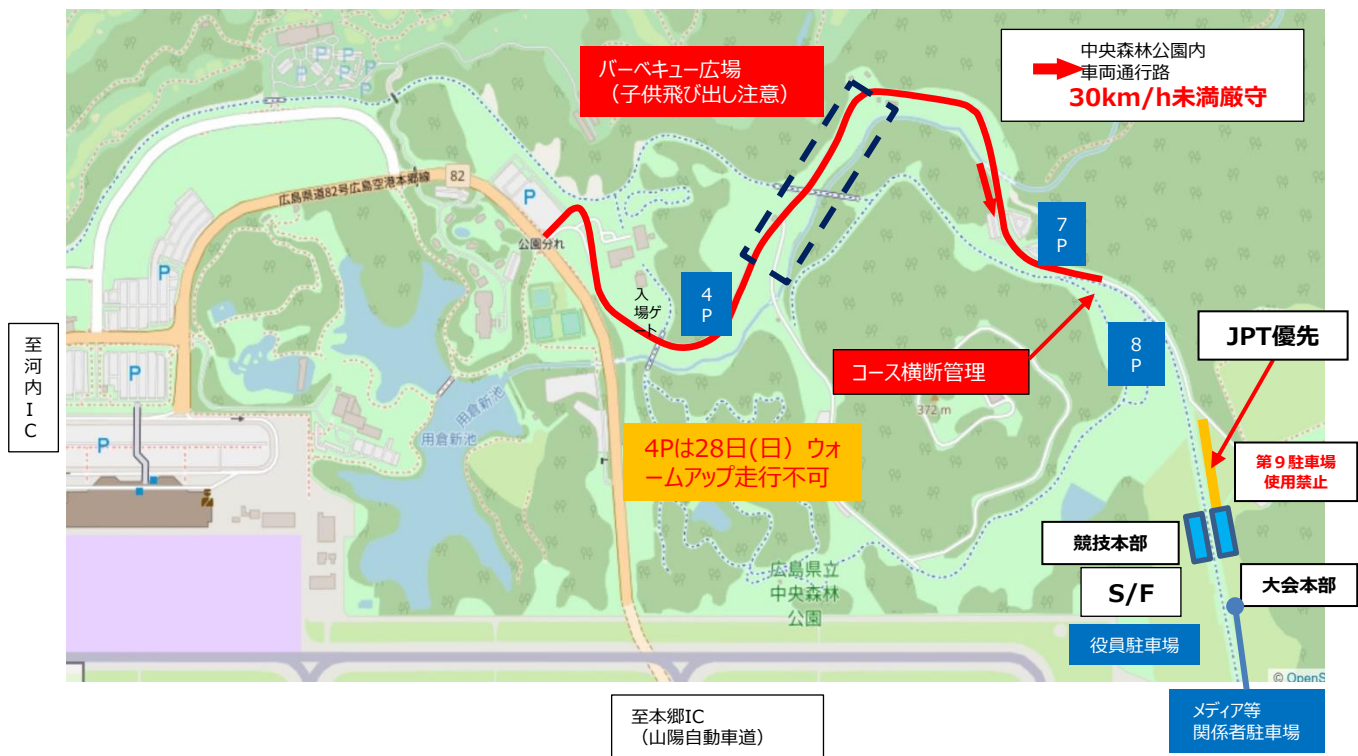 バーベキュー広場
（子供飛び出し注意）
中央森林公園内
車両通行路
30km/h未満厳守
P
P
P
P
P
P
P
広島県道82号広島空港本郷線
82
P
公園分れ
P
7
P
4
P
入
場ゲ
ート
8
P
JPT優先
至
河
内
I
C
P
コース横断管理
372 m
用倉新池
用倉新池
P
4Pは28日(日) ウォ
ームアップ走行不可
第９駐車場
使用禁止
競技本部
広島県立
中央森林
公園
S/F
大会本部
役員駐車場
© OpenS
至本郷IC
（山陽自動車道）
メディア等
関係者駐車場